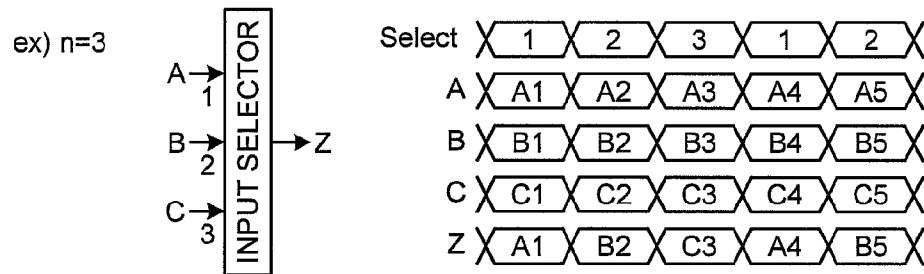 ex) n=3
A
1
B
2
C
3
INPUT SELECTOR
Z
Select 1 2 3 1 2
A A1 A2 A3 A4 A5
B B1 B2 B3 B4 B5
C C1 C2 C3 C4 C5
Z A1 B2 C3 A4 B5